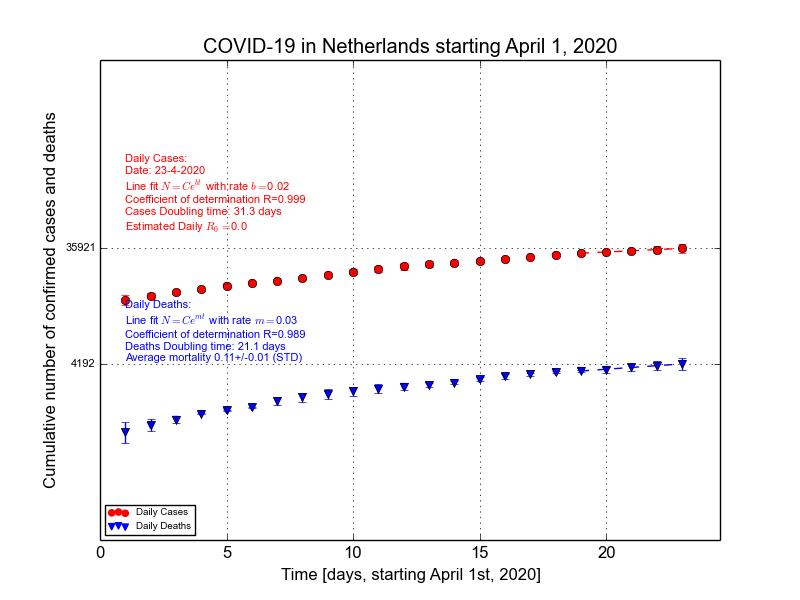 COVID-19 in Netherlands starting April 1, 2020
Cumulative number of confirmed cases and deaths
Daily Cases:
Date: 23-4-2020
Line fit N = Ce^{bt} with rate b = 0.02
Coefficient of determination R=0.999
Cases Doubling time: 31.3 days
Estimated Daily R_0 = 0.0
35921
Daily Deaths:
Line fit N = Ce^{mt} with rate m = 0.03
Coefficient of determination R=0.989
Deaths Doubling time: 21.1 days
Average mortality 0.11+/-0.01 (STD)
4192
Daily Cases
Daily Deaths
0 5 10 15 20
Time [days, starting April 1st, 2020]